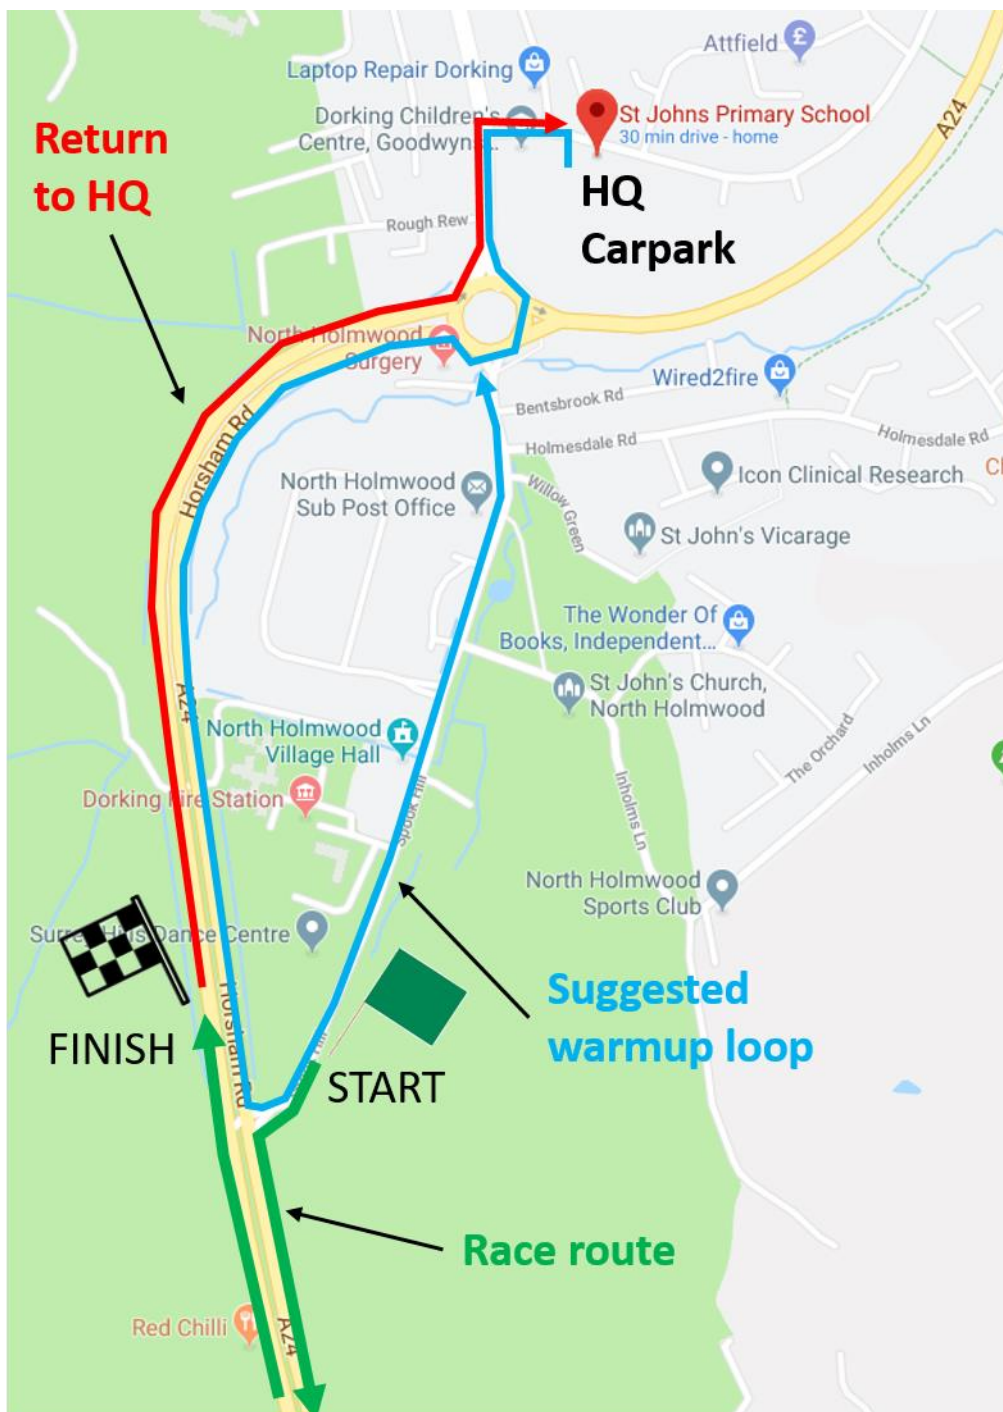 Attfield
Laptop Repair Dorking
Return
to HQ
Dorking Children's
Centre, Goodwyns...
St Johns Primary School
30 min drive - home
A24
HQ
Carpark
Rough Rew
North Holmwood
Surgery
Wired2fire
Bentsbrook Rd
Holmesdale Rd
Holmesdale Rd
Horsham Rd
Icon Clinical Research
Cl
North Holmwood
Sub Post Office
Willow Green
St John's Vicarage
The Wonder Of
Books, Independent...
St John's Church,
North Holmwood
A24
North Holmwood
Village Hall
The Orchard
Inholms Ln
Dorking Fire Station
Spook Hill
Inholms Ln
North Holmwood
Sports Club
Surrey Hills Dance Centre
Suggested
warmup loop
FINISH
Horsham Rd
START
Race route
Red Chilli
A24